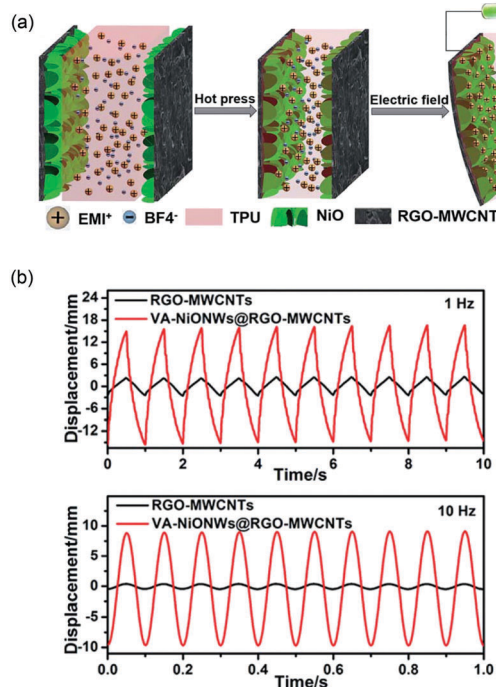 (a)
Hot press
Electric field
EMI+ BF4- TPU NiO RGO-MWCNT
(b)
RGO-MWCNTs
VA-NiONWs@RGO-MWCNTs
1 Hz
Displacement/mm
24
18
12
6
0
-6
-12
0 2 4 6 8 10
Time/s
RGO-MWCNTs
VA-NiONWs@RGO-MWCNTs
10 Hz
Displacement/mm
10
5
0
-5
-10
0.0 0.2 0.4 0.6 0.8 1.0
Time/s